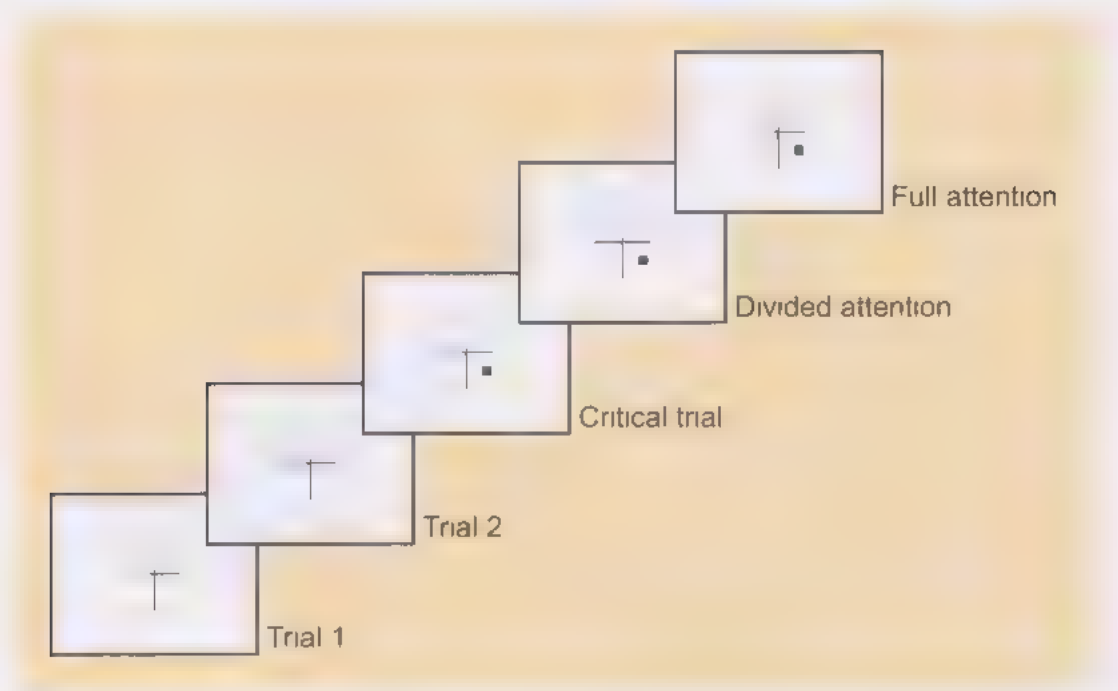 Full attention
Divided attention
Critical trial
Trial 2
Trial 1